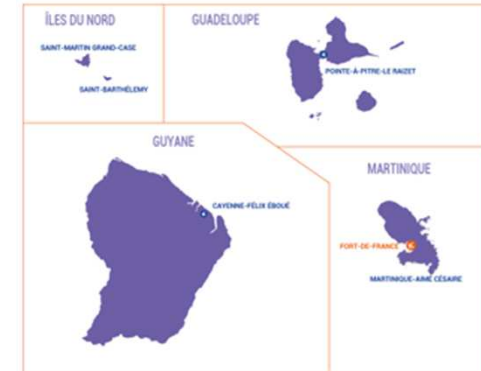 ÎLES DU NORD
SAINT-MARTIN GRAND-CASE
SAINT-BARTHÉLEMY
GUADELOUPE
POINTE-À-PITRE-LE RAIZET
GUYANE
CAYENNE-FÉLIX ÉBOUÉ
MARTINIQUE
FORT-DE-FRANCE
MARTINIQUE-AIMÉ CÉSAIRE